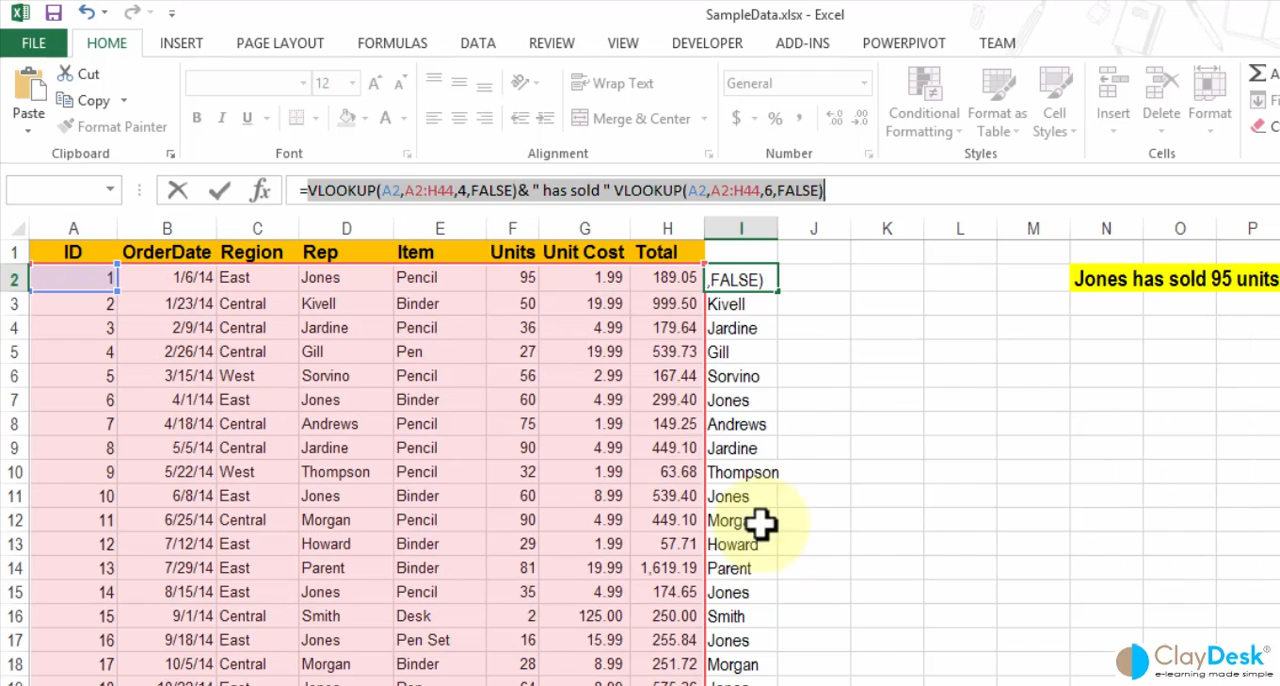 SampleData.xlsx - Excel
FILE HOME INSERT PAGE LAYOUT FORMULAS DATA REVIEW VIEW DEVELOPER ADD-INS POWERPIVOT TEAM
Paste
Cut
Copy
Format Painter
Clipboard
12
A A
B I U
A
Font
Wrap Text
Merge & Center
Alignment
General
$ % ,
Number
Conditional Formatting
Format as Table
Cell Styles
Styles
Insert
Delete
Format
Cells
=VLOOKUP(A2,A2:H44,4,FALSE)& " has sold " VLOOKUP(A2,A2:H44,6,FALSE)
A B C D E F G H I J K L M N O P
1 ID OrderDate Region Rep Item Units Unit Cost Total
2 1 1/6/14 East Jones Pencil 95 1.99 189.05 ,FALSE) Jones has sold 95 units
3 2 1/23/14 Central Kivell Binder 50 19.99 999.50 Kivell
4 3 2/9/14 Central Jardine Pencil 36 4.99 179.64 Jardine
5 4 2/26/14 Central Gill Pen 27 19.99 539.73 Gill
6 5 3/15/14 West Sorvino Pencil 56 2.99 167.44 Sorvino
7 6 4/1/14 East Jones Binder 60 4.99 299.40 Jones
8 7 4/18/14 Central Andrews Pencil 75 1.99 149.25 Andrews
9 8 5/5/14 Central Jardine Pencil 90 4.99 449.10 Jardine
10 9 5/22/14 West Thompson Pencil 32 1.99 63.68 Thompson
11 10 6/8/14 East Jones Binder 60 8.99 539.40 Jones
12 11 6/25/14 Central Morgan Pencil 90 4.99 449.10
13 12 7/12/14 East Howard Binder 29 1.99 57.71 Howard
14 13 7/29/14 East Parent Binder 81 19.99 1,619.19 Parent
15 14 8/15/14 East Jones Pencil 35 4.99 174.65 Jones
16 15 9/1/14 Central Smith Desk 2 125.00 250.00 Smith
17 16 9/18/14 East Jones Pen Set 16 15.99 255.84 Jones
18 17 10/5/14 Central Morgan Binder 28 8.99 251.72 Morgan
ClayDesk®
e-learning made simple